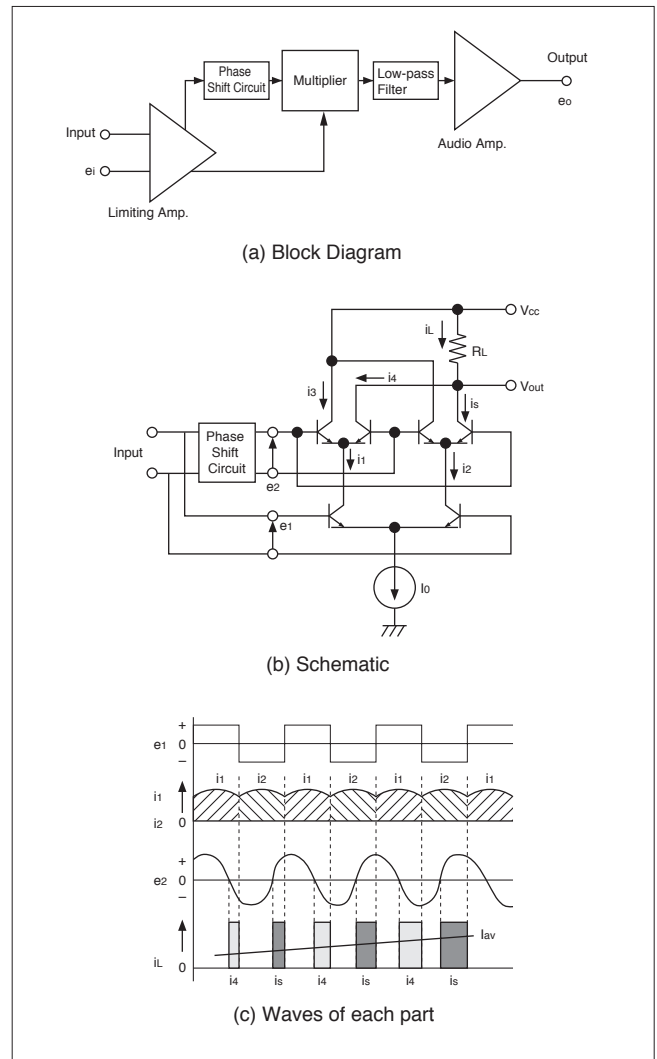 Phase
Shift Circuit
Multiplier
Low-pass
Filter
Output
eo
Input
ei
Limiting Amp.
Audio Amp.
(a) Block Diagram
Vcc
iL
RL
i3
i4
Vout
is
Input
Phase
Shift
Circuit
e2
i1
i2
e1
I0
(b) Schematic
+
e1 0
−
i1 i2 i1 i2 i1 i2 i1
i1
i2 0
+
e2 0
−
Iav
iL 0
i4 is i4 is i4 is
(c) Waves of each part